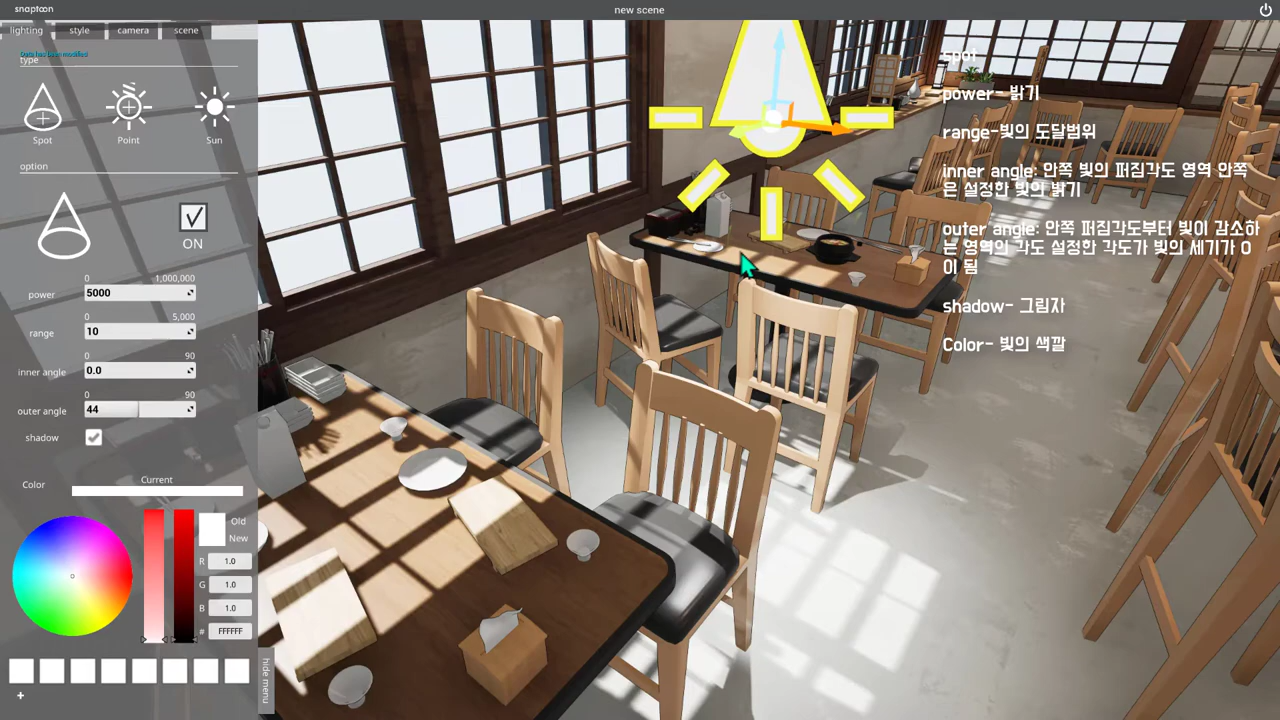 snaptoon
new scene
lighting
style
camera
scene
Data has been modified
type
Spot
Point
Sun
option
ON
0
1,000,000
power
5000
0
5,000
range
10
0
90
inner angle
0.0
0
90
outer angle
44
shadow
Color
Current
Old
New
R
1.0
G
1.0
B
1.0
#
FFFFFF
hide menu
+
spot
power- 밝기
range-빛의 도달범위
inner angle: 안쪽 빛의 퍼짐각도 영역 안쪽
은 설정한 빛의 밝기
outer angle: 안쪽 퍼짐각도부터 빛이 감소하
는 영역의 각도 설정한 각도가 빛의 세기가 0
이 됨
shadow- 그림자
Color- 빛의 색깔